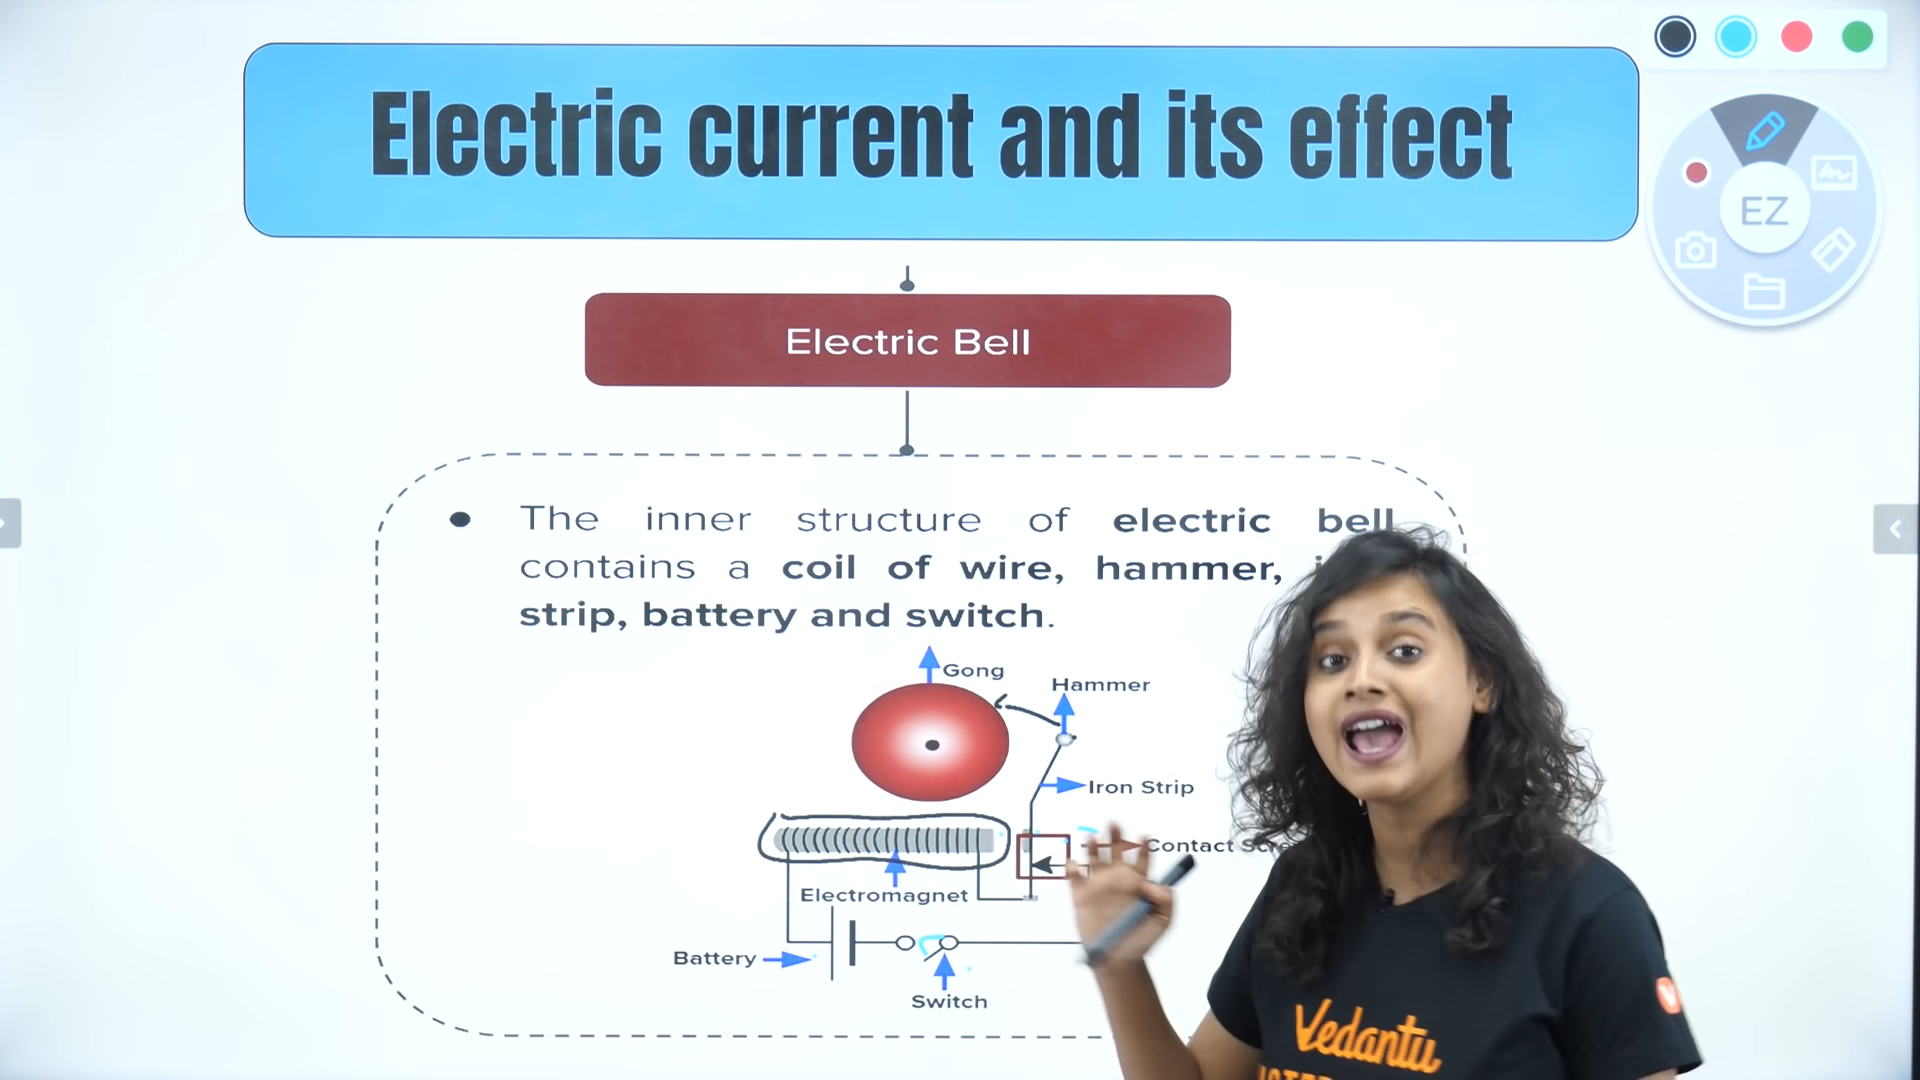 Electric current and its effect
EZ
Electric Bell
The inner structure of electric bell
contains a coil of wire, hammer,
strip, battery and switch.
Gong
Hammer
Iron Strip
Contact
Electromagnet
Battery
Switch
Vedantu